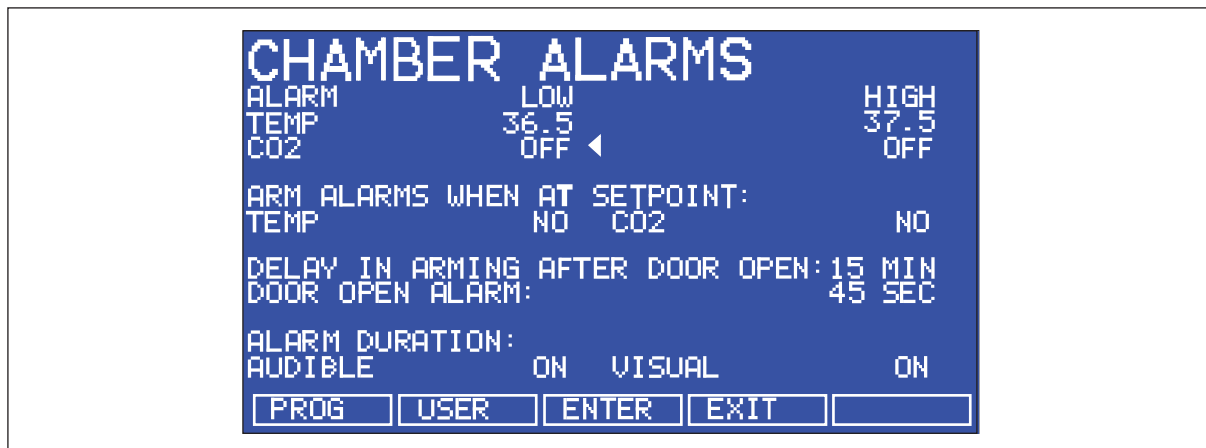 CHAMBER ALARMS
ALARM LOW HIGH
TEMP 36.5 37.5
CO2 OFF OFF
ARM ALARMS WHEN AT SETPOINT:
TEMP NO CO2 NO
DELAY IN ARMING AFTER DOOR OPEN:15 MIN
DOOR OPEN ALARM: 45 SEC
ALARM DURATION:
AUDIBLE ON VISUAL ON
PROG USER ENTER EXIT